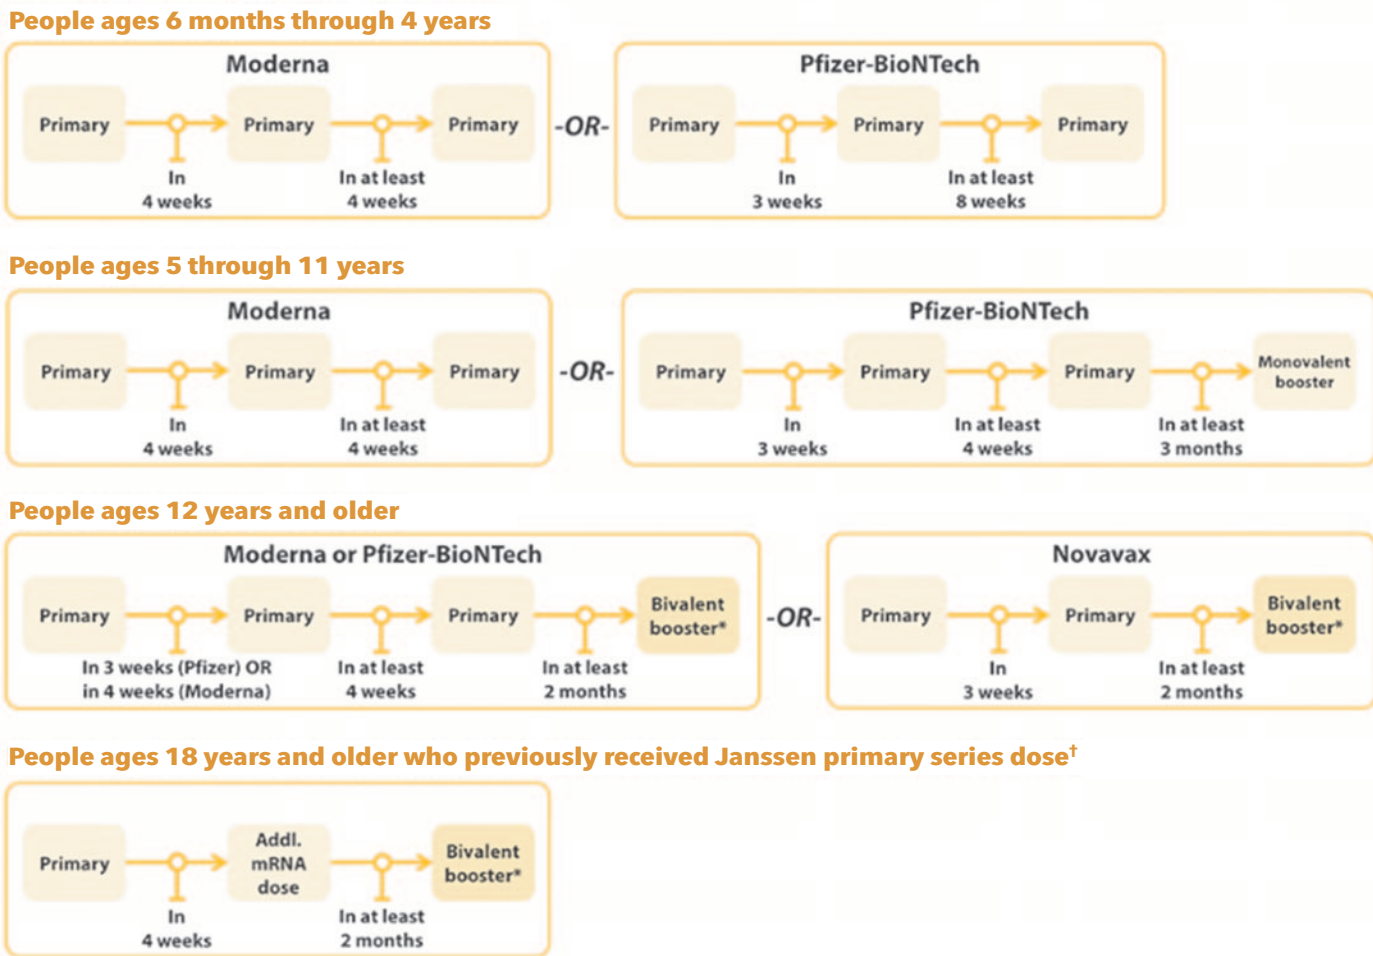 People ages 6 months through 4 years
Moderna
Primary
Primary
Primary
In
4 weeks
In at least
4 weeks
-OR-
Pfizer-BioNTech
Primary
Primary
Primary
In
3 weeks
In at least
8 weeks
People ages 5 through 11 years
Moderna
Primary
Primary
Primary
In
4 weeks
In at least
4 weeks
-OR-
Pfizer-BioNTech
Primary
Primary
Primary
Monovalent
booster
In
3 weeks
In at least
4 weeks
In at least
3 months
People ages 12 years and older
Moderna or Pfizer-BioNTech
Primary
Primary
Primary
Bivalent
booster*
In 3 weeks (Pfizer) OR
in 4 weeks (Moderna)
In at least
4 weeks
In at least
2 months
-OR-
Novavax
Primary
Primary
Bivalent
booster*
In
3 weeks
In at least
2 months
People ages 18 years and older who previously received Janssen primary series dose†
Primary
Addl.
mRNA
dose
Bivalent
booster*
In
4 weeks
In at least
2 months